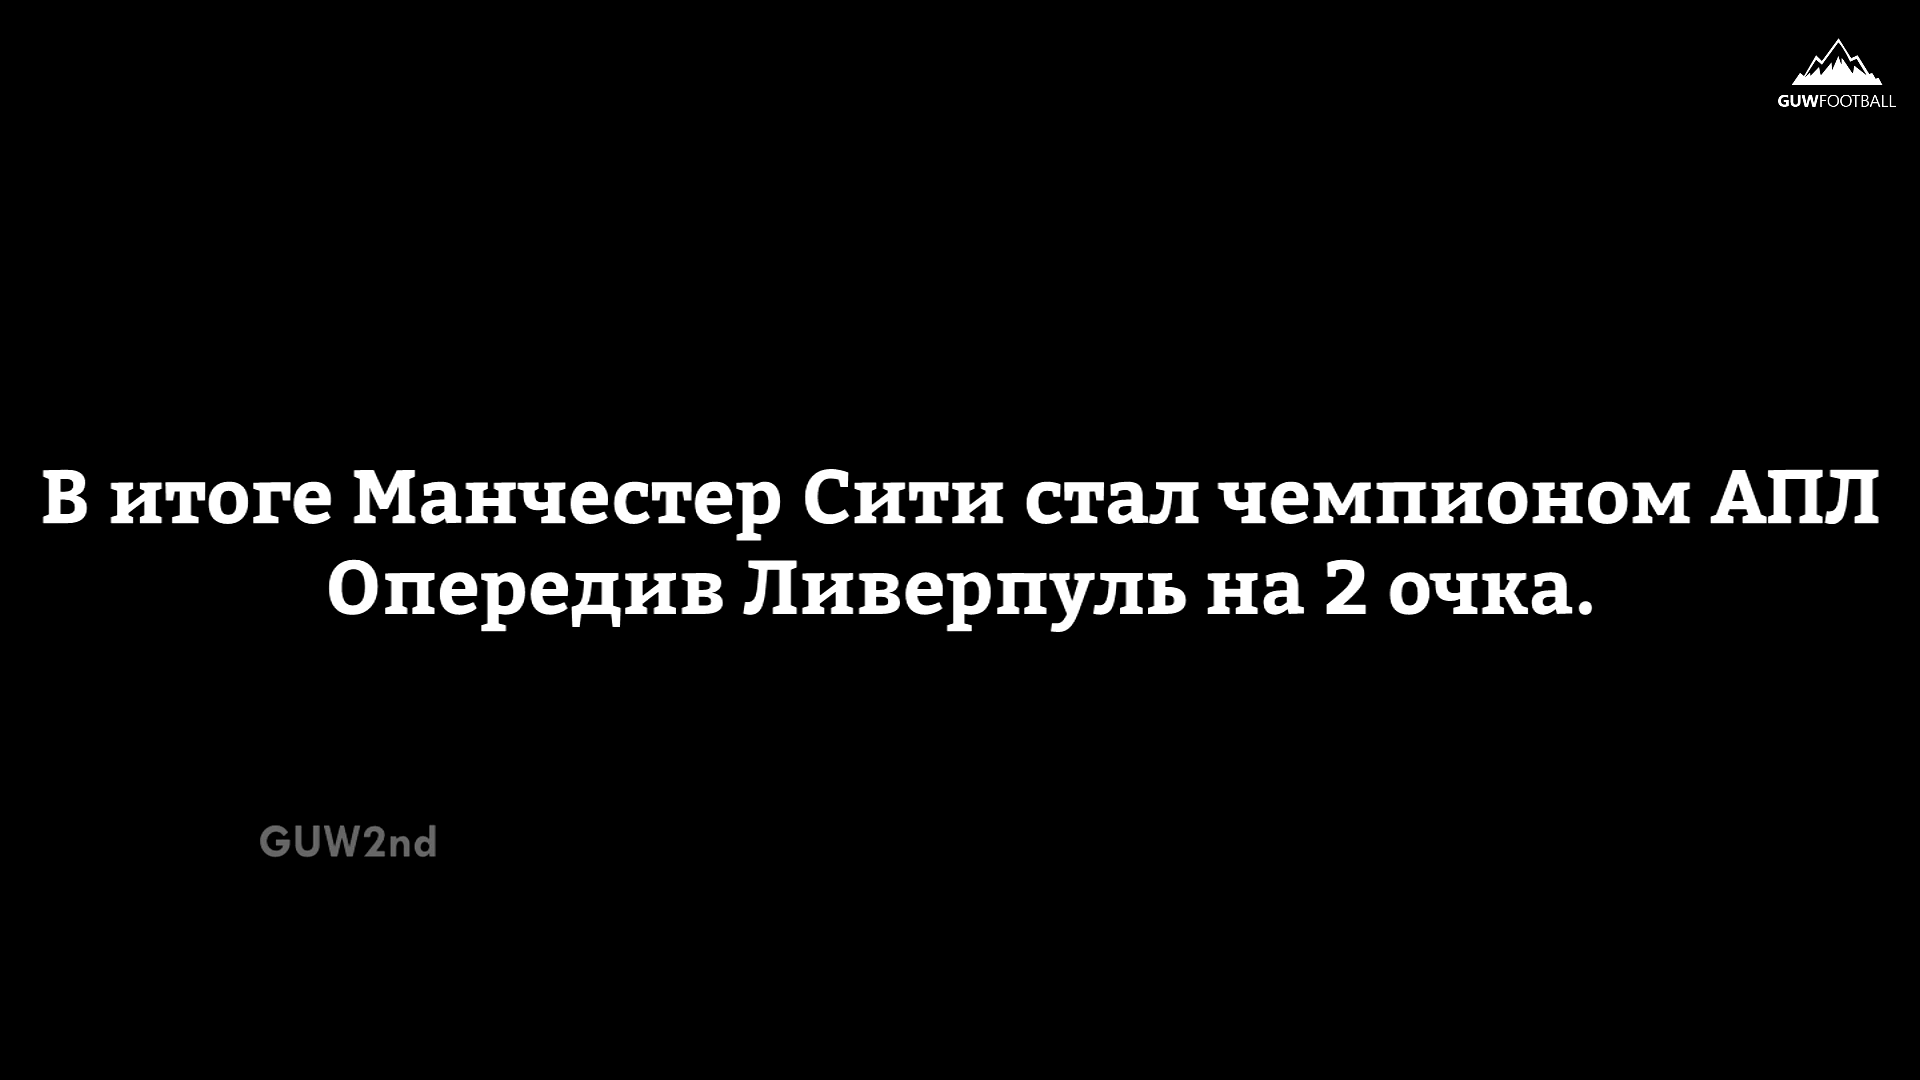 GUWFOOTBALL
В итоге Манчестер Сити стал чемпионом АПЛ
Опередив Ливерпуль на 2 очка.
GUW2nd